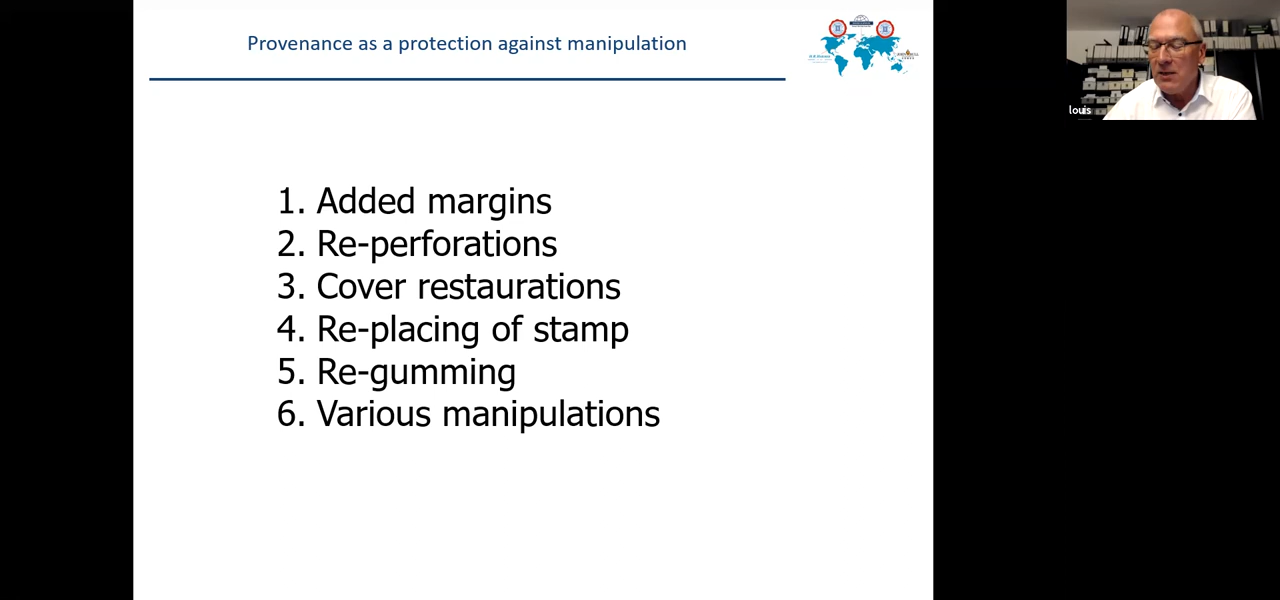 Provenance as a protection against manipulation
louis
1. Added margins
2. Re-perforations
3. Cover restaurations
4. Re-placing of stamp
5. Re-gumming
6. Various manipulations